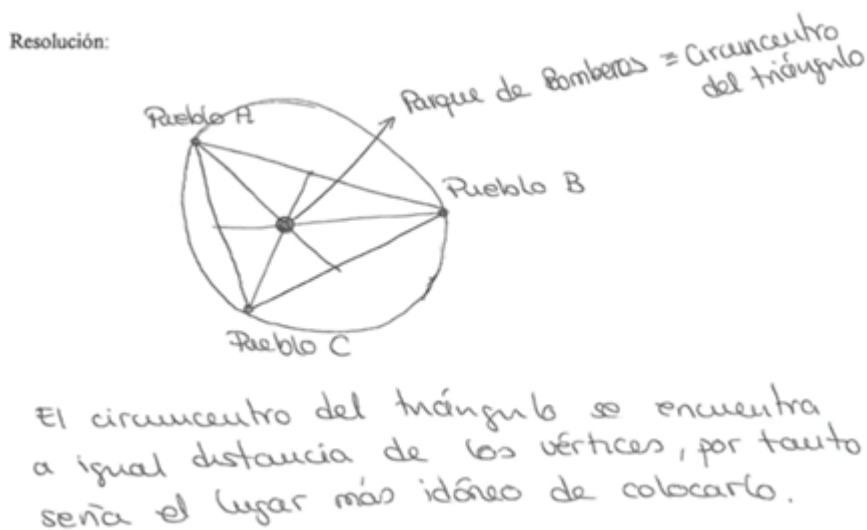 Resolución:
Parque de Bomberos = Circuncentro
del triángulo
Pueblo A
Pueblo B
Pueblo C
El circuncentro del triángulo se encuentra
a igual distancia de los vértices, por tanto
sería el lugar más idóneo de colocarlo.